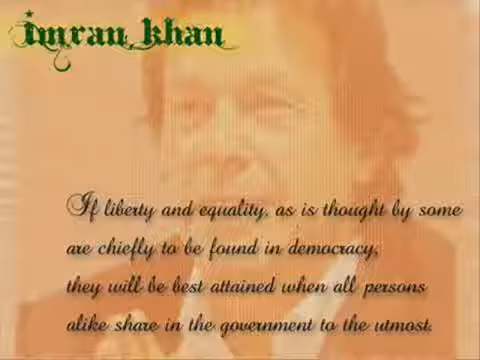 imran khan
If liberty and equality, as is thought by some
are chiefly to be found in democracy,
they will be best attained when all persons
alike share in the government to the utmost.